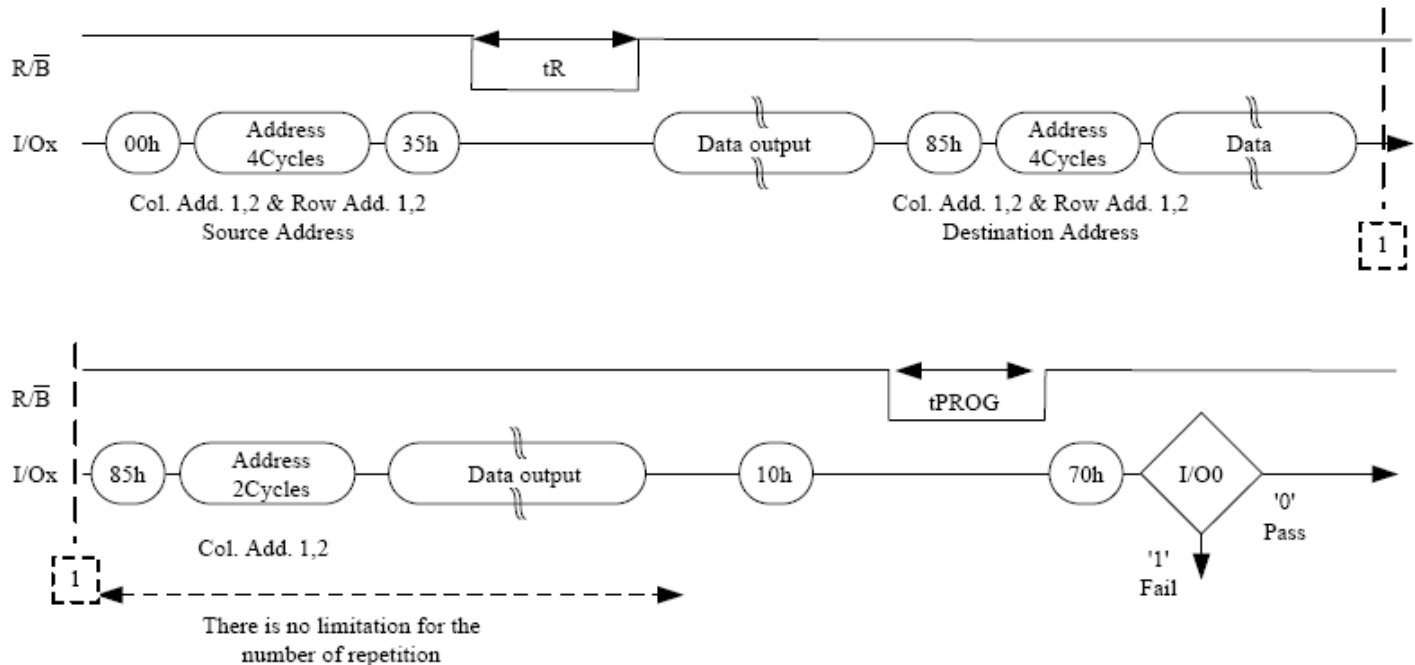 tR
R/B̅
I/Ox 00h Address 4Cycles 35h Data output 85h Address 4Cycles Data
Col. Add. 1,2 & Row Add. 1,2
Source Address
Col. Add. 1,2 & Row Add. 1,2
Destination Address
1
R/B̅
tPROG
I/Ox 85h Address 2Cycles Data output 10h 70h I/O0
'0'
Pass
'1'
Fail
Col. Add. 1,2
1
There is no limitation for the
number of repetition